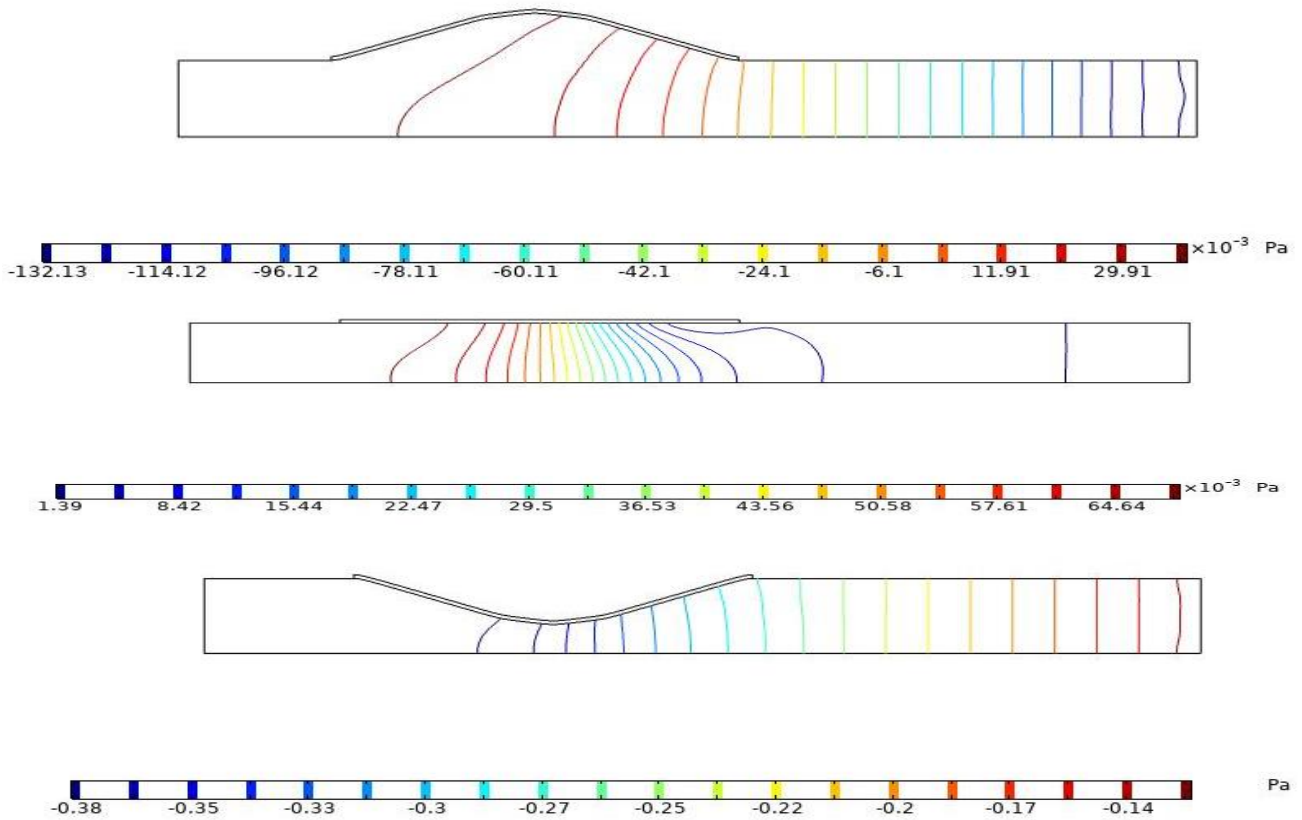 ×10⁻³ Pa
-132.13 -114.12 -96.12 -78.11 -60.11 -42.1 -24.1 -6.1 11.91 29.91
×10⁻³ Pa
1.39 8.42 15.44 22.47 29.5 36.53 43.56 50.58 57.61 64.64
Pa
-0.38 -0.35 -0.33 -0.3 -0.27 -0.25 -0.22 -0.2 -0.17 -0.14